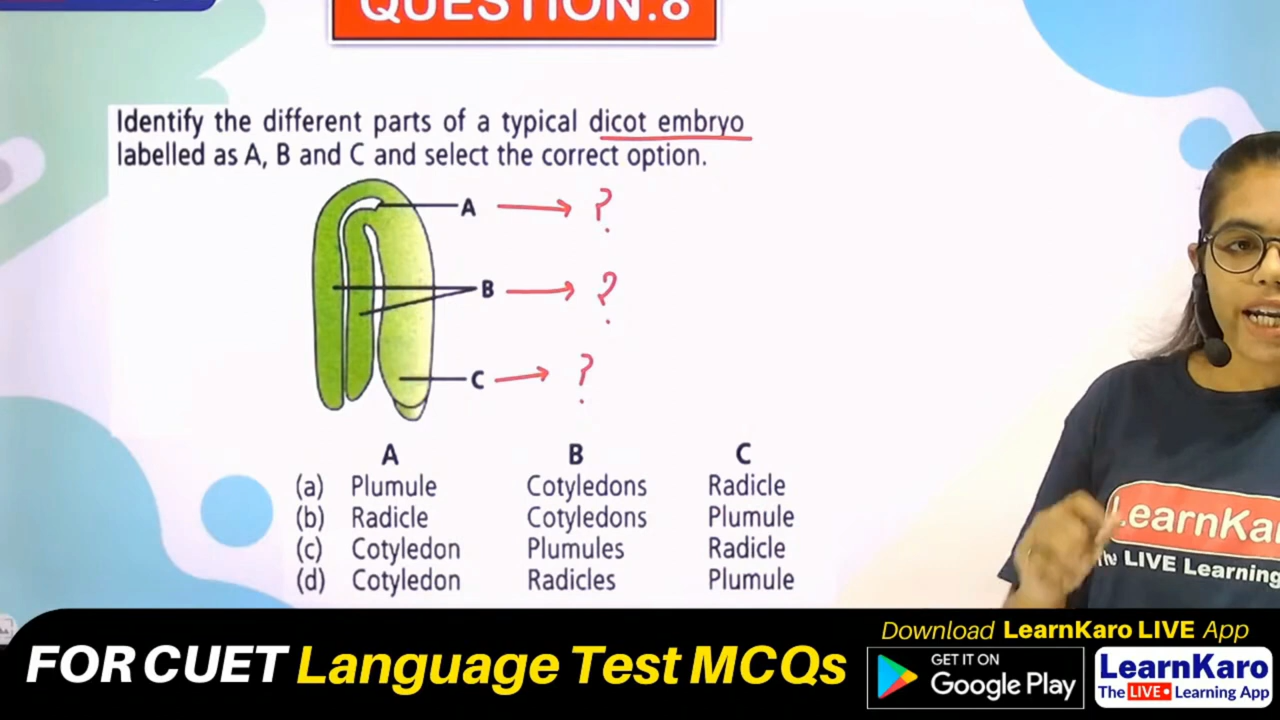 QUESTION.8
Identify the different parts of a typical dicot embryo
labelled as A, B and C and select the correct option.
A → ?
B → ?
C → ?
A B C
(a) Plumule Cotyledons Radicle
(b) Radicle Cotyledons Plumule
(c) Cotyledon Plumules Radicle
(d) Cotyledon Radicles Plumule
LearnKa
The LIVE Learning
FOR CUET Language Test MCQs
Download LearnKaro LIVE App
GET IT ON
Google Play
LearnKaro
The LIVE Learning App